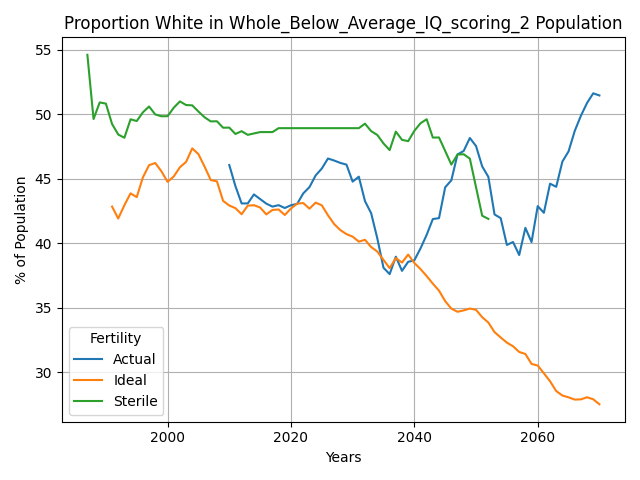 Proportion White in Whole_Below_Average_IQ_scoring_2 Population
% of Population
55
50
45
40
35
30
Fertility
Actual
Ideal
Sterile
2000
2020
2040
2060
Years